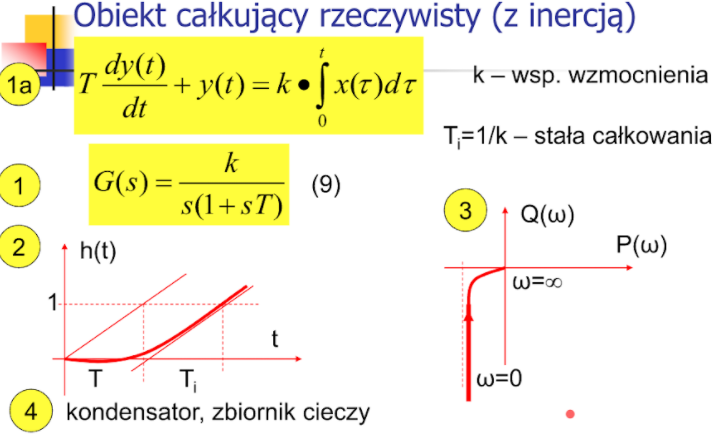 Obiekt całkujący rzeczywisty (z inercją)
1a
T dy(t)/dt + y(t) = k • ∫₀ᵗ x(τ)dτ
k – wsp. wzmocnienia
Tᵢ=1/k – stała całkowania
1
G(s) = k / s(1+sT)
(9)
2
h(t)
1
t
T
Tᵢ
3
Q(ω)
P(ω)
ω=∞
ω=0
4
kondensator, zbiornik cieczy